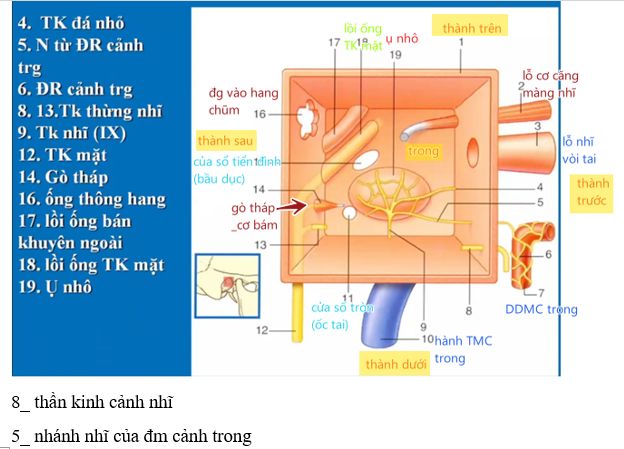 4. TK đá nhỏ
5. N từ ĐR cảnh
trg
6. ĐR cảnh trg
8. 13.Tk thừng nhĩ
9. Tk nhĩ (IX)
12. TK mặt
14. Gò tháp
16. ống thông hang
17. lồi ống bán
khuyên ngoài
18. lồi ống TK mặt
19. Ụ nhô
lồi ống
TK mặt
ụ nhô
thành trên
17
18
19
1
đg vào hang
chũm
16
lỗ cơ căng
màng nhĩ
2
3
thành sau
trong
lỗ nhĩ
vòi tai
cửa sổ tiền đình
(bầu dục)
thành
trước
14
4
5
gò tháp
_cơ bám
13
6
7
DDMC trong
11
cửa sổ tròn
(ốc tai)
8
12
9
10
hành TMC
trong
thành dưới
8_ thần kinh cảnh nhĩ
5_ nhánh nhĩ của đm cảnh trong